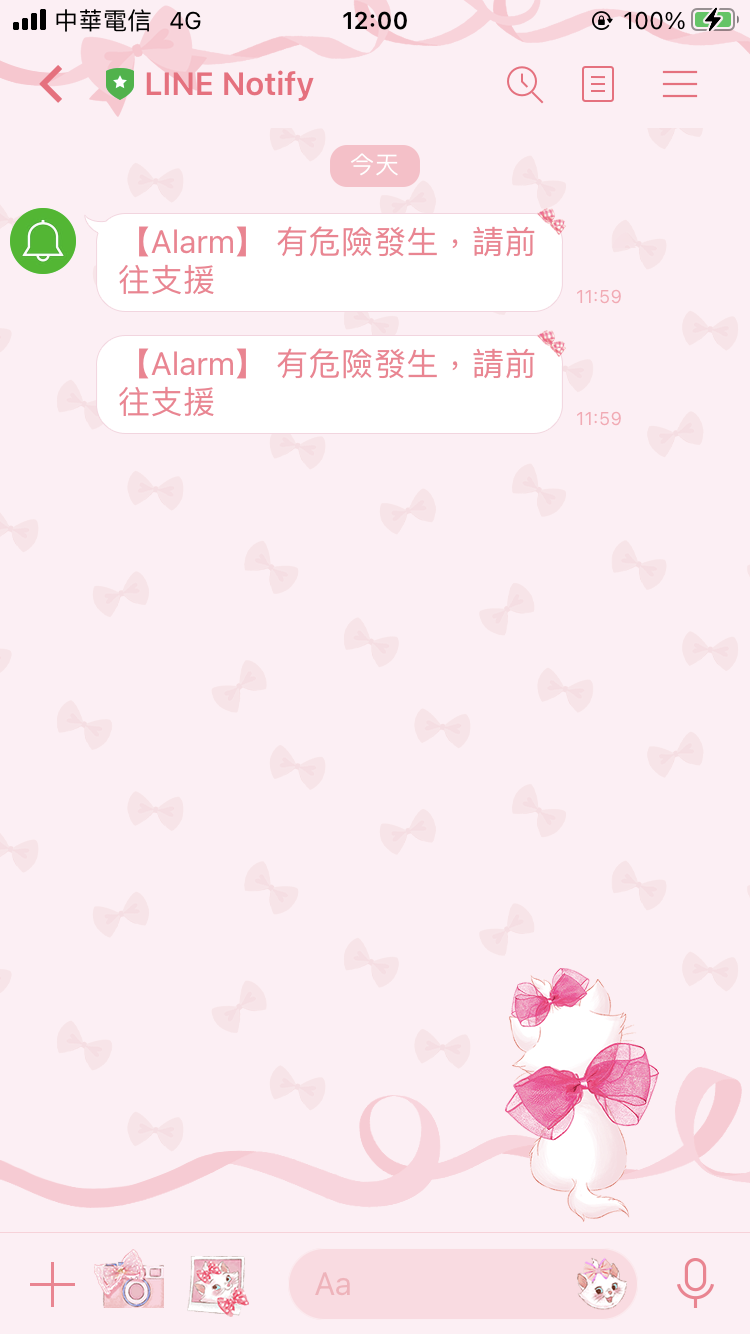 中華電信 4G 12:00 100%
LINE Notify
今天
【Alarm】 有危險發生，請前
往支援
11:59
【Alarm】 有危險發生，請前
往支援
11:59
Aa